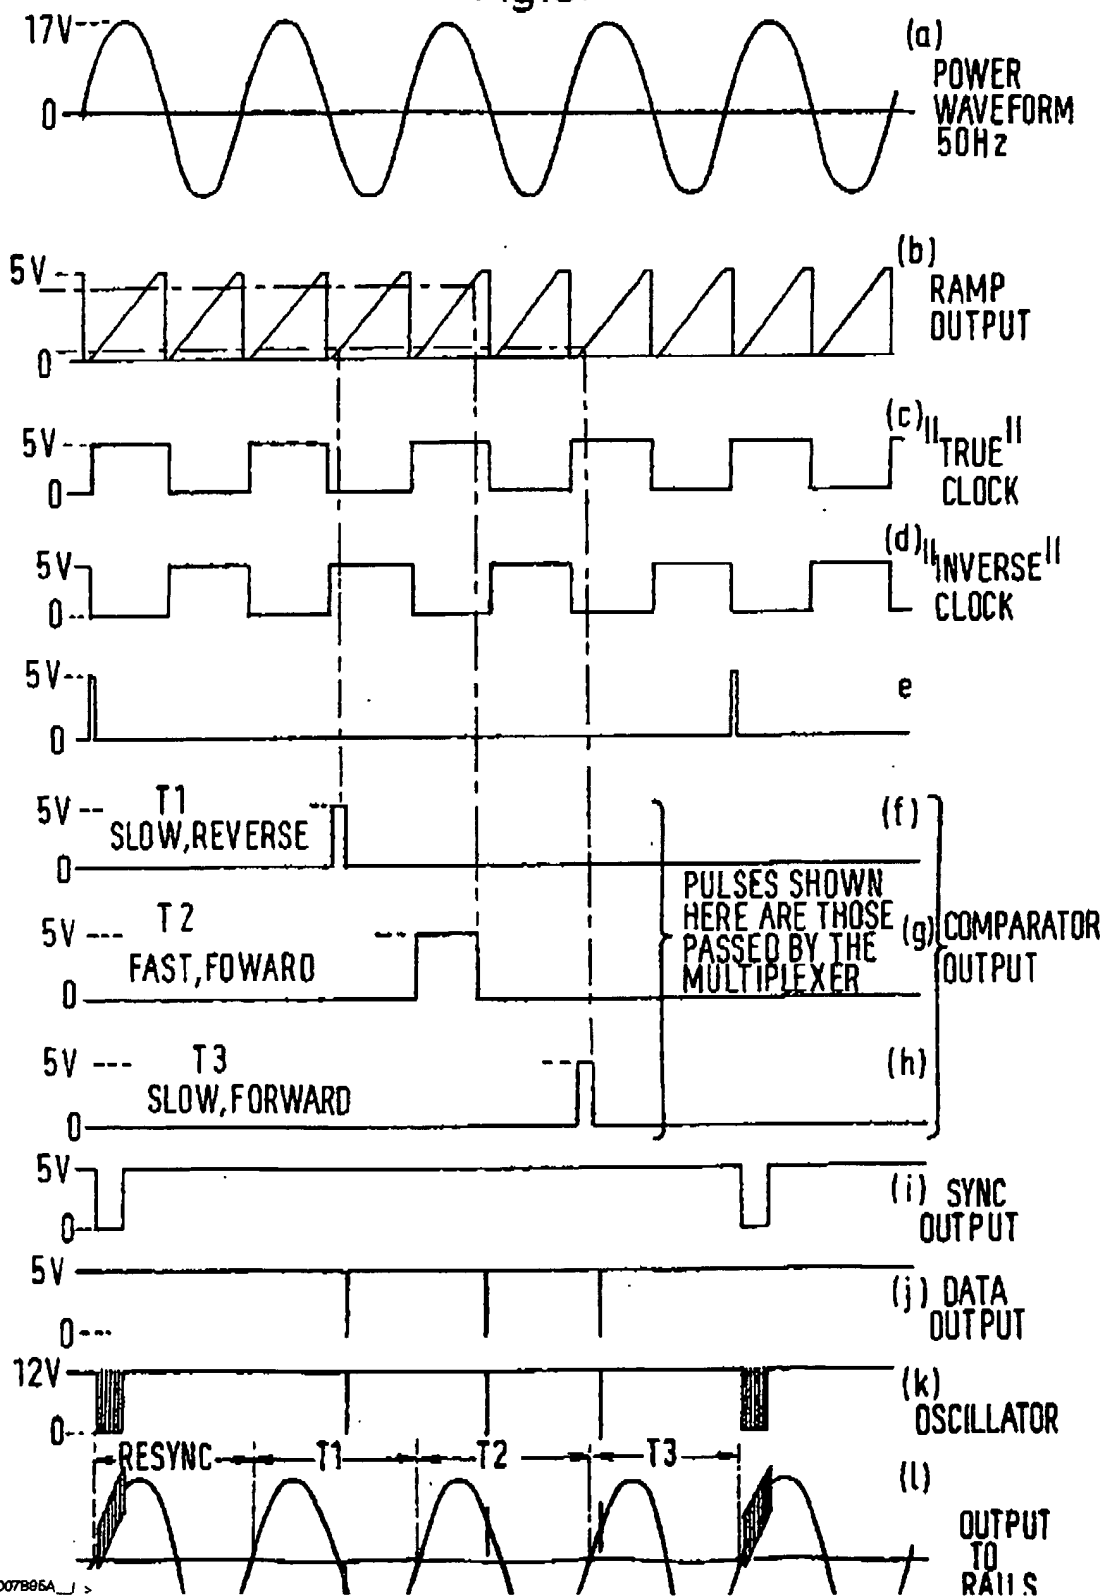 17V
(a)
POWER
WAVEFORM
50Hz
0
(b)
5V
RAMP
OUTPUT
0
(c)
5V
"TRUE"
CLOCK
0
(d)
5V
"INVERSE"
CLOCK
0
5V
e
0
5V
T1
SLOW,REVERSE
(f)
0
PULSES SHOWN
HERE ARE THOSE
PASSED BY THE
MULTIPLEXER
5V
T2
FAST,FOWARD
(g)
COMPARATOR
OUTPUT
0
5V
T3
SLOW,FORWARD
(h)
0
5V
(i) SYNC
OUTPUT
0
5V
(j) DATA
OUTPUT
0
12V
(k)
OSCILLATOR
0
RESYNC T1 T2 T3
(l)
OUTPUT
TO
RAILS